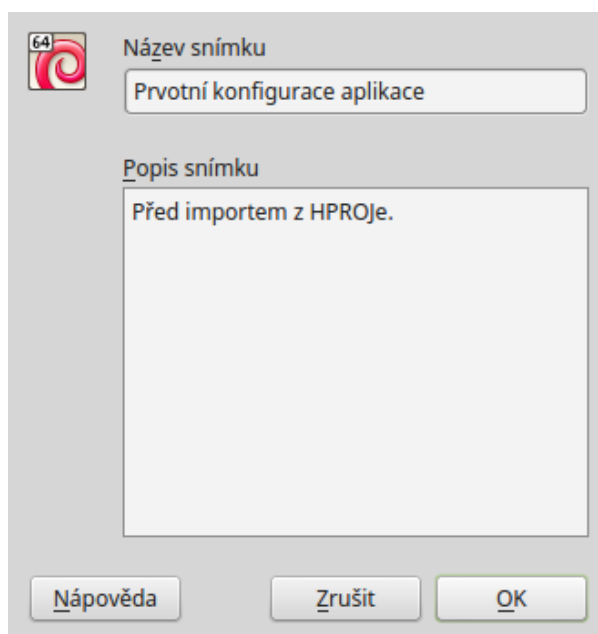 64
Název snímku
Prvotní konfigurace aplikace
Popis snímku
Před importem z HPROJe.
Nápověda
Zrušit
OK